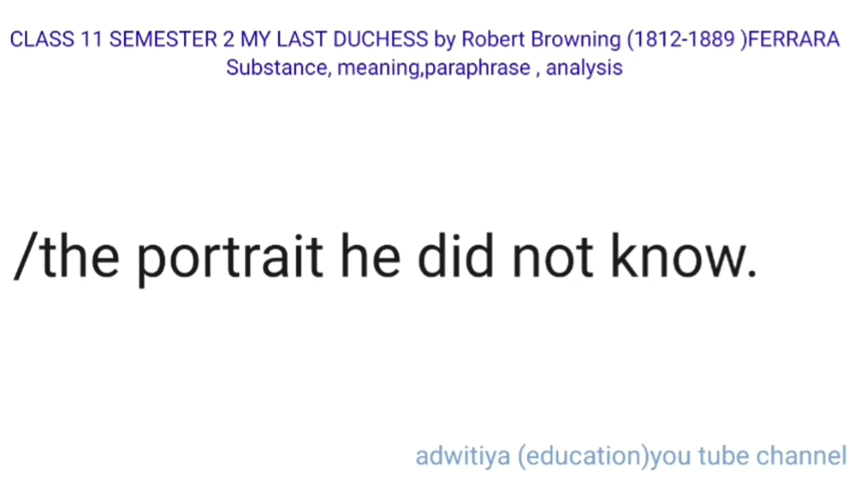 CLASS 11 SEMESTER 2 MY LAST DUCHESS by Robert Browning (1812-1889 )FERRARA
Substance, meaning,paraphrase , analysis
/the portrait he did not know.
adwitiya (education)you tube channel